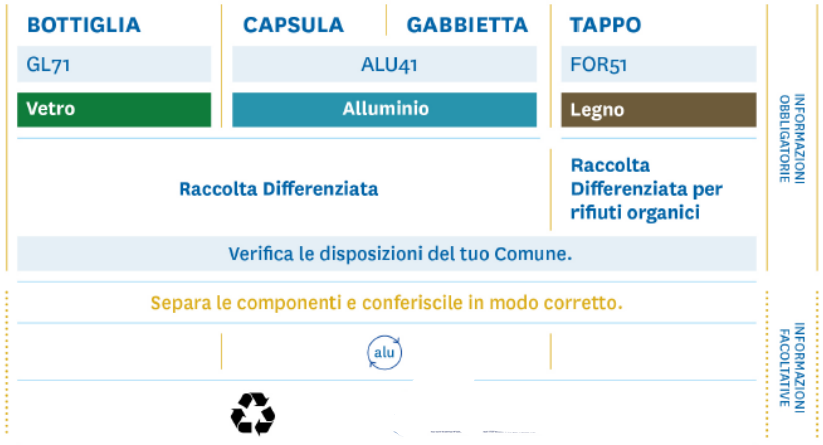 BOTTIGLIA CAPSULA GABBIETTA TAPPO
GL71 ALU41 FOR51
Vetro Alluminio Legno
Raccolta Differenziata
Raccolta
Differenziata per
rifiuti organici
Verifica le disposizioni del tuo Comune.
INFORMAZIONI
OBBLIGATORIE
Separa le componenti e conferiscile in modo corretto.
alu
INFORMAZIONI
FACOLTATIVE